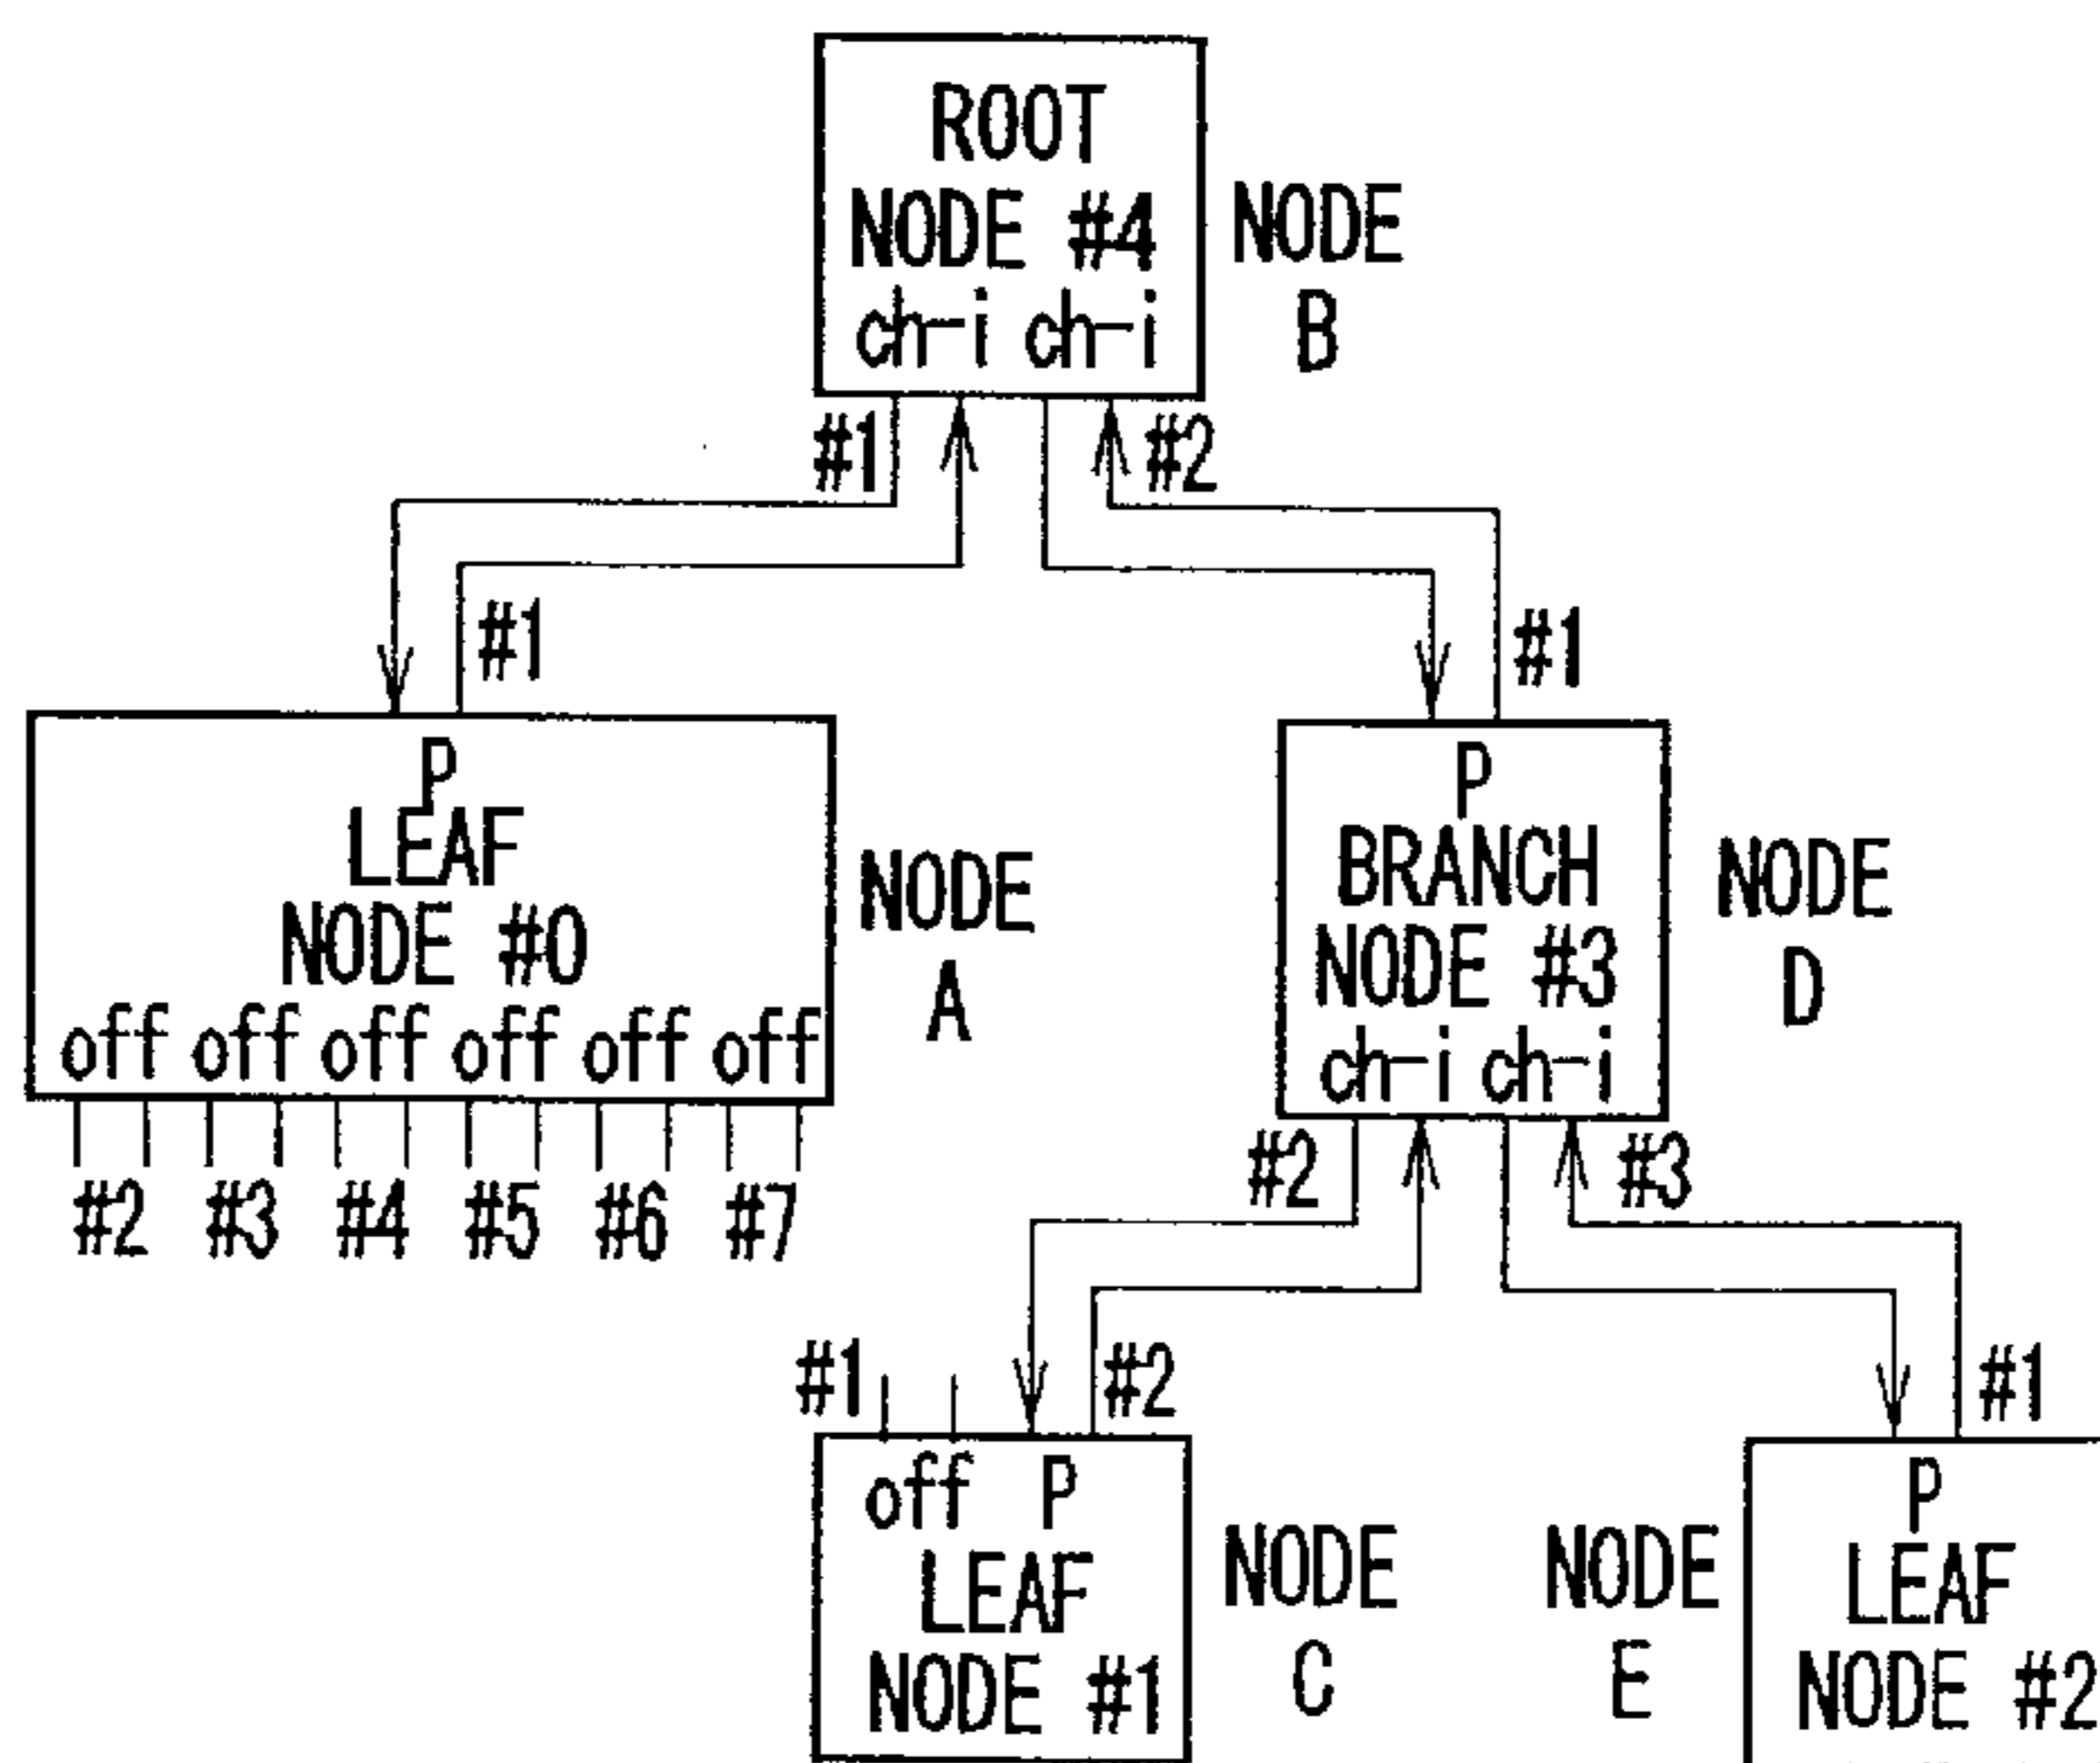 ROOT
NODE #4
ch-i ch-i
NODE
B
#1
#2
#1
#1
P
LEAF
NODE #0
off off off off off off
NODE
A
P
BRANCH
NODE #3
ch-i ch-i
NODE
D
#2 #3 #4 #5 #6 #7
#2
#3
#1
#2
#1
off P
LEAF
NODE #1
NODE
C
NODE
E
P
LEAF
NODE #2